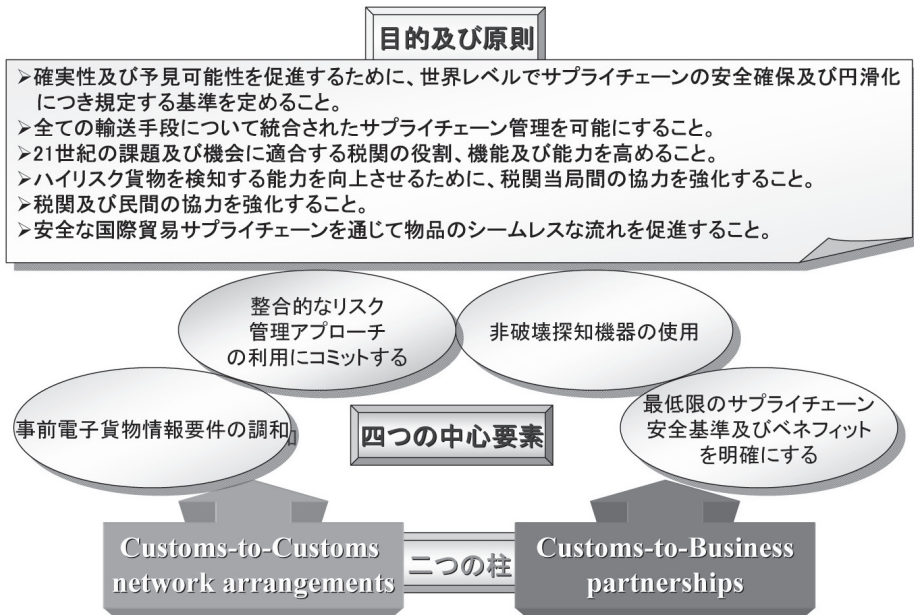 目的及び原則
➢確実性及び予見可能性を促進するために、世界レベルでサプライチェーンの安全確保及び円滑化
につき規定する基準を定めること。
➢全ての輸送手段について統合されたサプライチェーン管理を可能にすること。
➢21世紀の課題及び機会に適合する税関の役割、機能及び能力を高めること。
➢ハイリスク貨物を検知する能力を向上させるために、税関当局間の協力を強化すること。
➢税関及び民間の協力を強化すること。
➢安全な国際貿易サプライチェーンを通じて物品のシームレスな流れを促進すること。
整合的なリスク
管理アプローチ
の利用にコミットする
非破壊探知機器の使用
事前電子貨物情報要件の調和
四つの中心要素
最低限のサプライチェーン
安全基準及びベネフィット
を明確にする
Customs-to-Customs
network arrangements
二つの柱
Customs-to-Business
partnerships